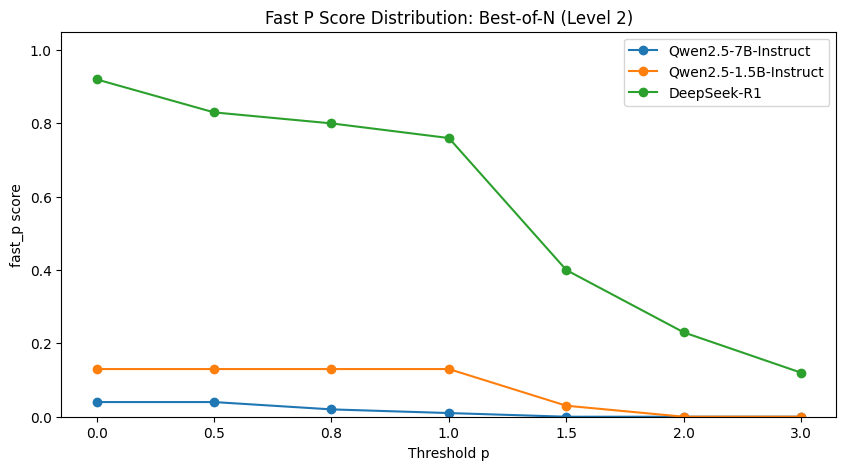 Fast P Score Distribution: Best-of-N (Level 2)
Qwen2.5-7B-Instruct
Qwen2.5-1.5B-Instruct
DeepSeek-R1
fast_p score
1.0
0.8
0.6
0.4
0.2
0.0
0.0 0.5 0.8 1.0 1.5 2.0 3.0
Threshold p